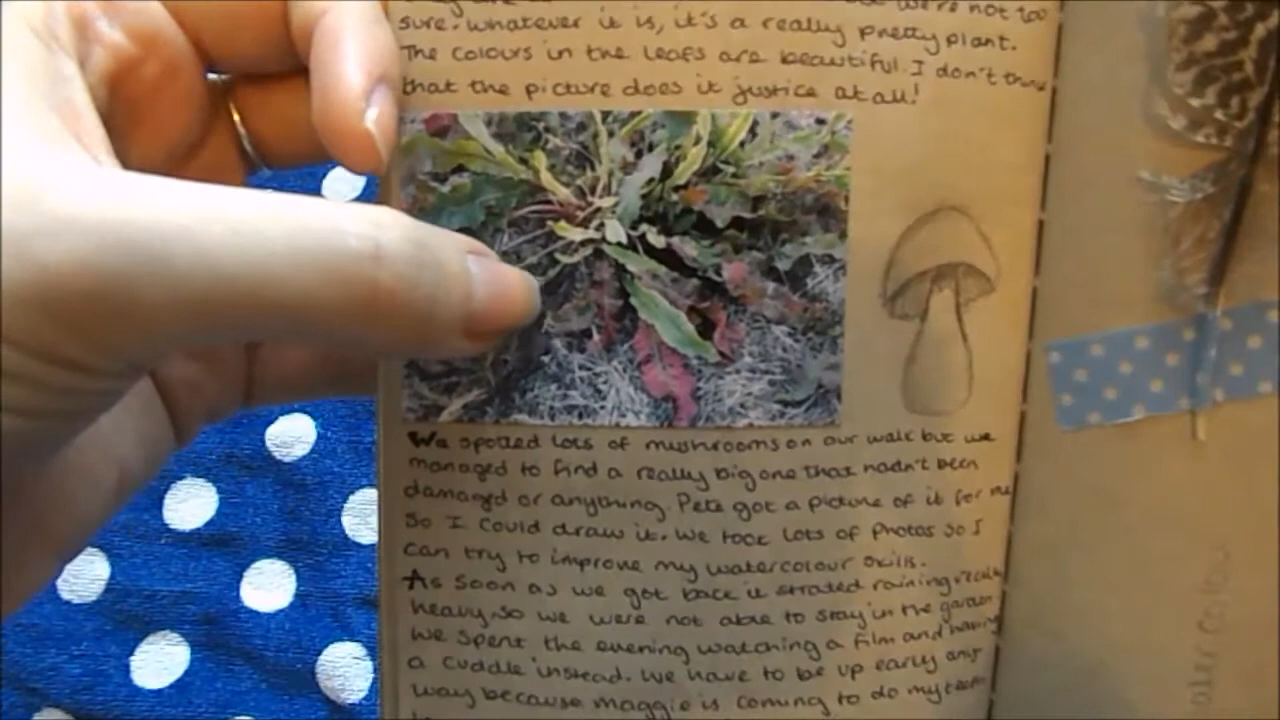 we're not too
sure. whatever it is, it's a really pretty plant.
The colours in the leafs are beautiful. I don't think
that the picture does it justice at all!
We spotted lots of mushrooms on our walk but we
managed to find a really big one that hadn't been
damaged or anything. Pete got a picture of it for me
so I could draw it. We took lots of photos so I
can try to improve my watercolour skills.
As soon as we got back it strated raining really
heavy, so we were not able to stay in the garden
we spent the evening watching a film and having
a cuddle instead. We have to be up early any
way because maggie is coming to do my